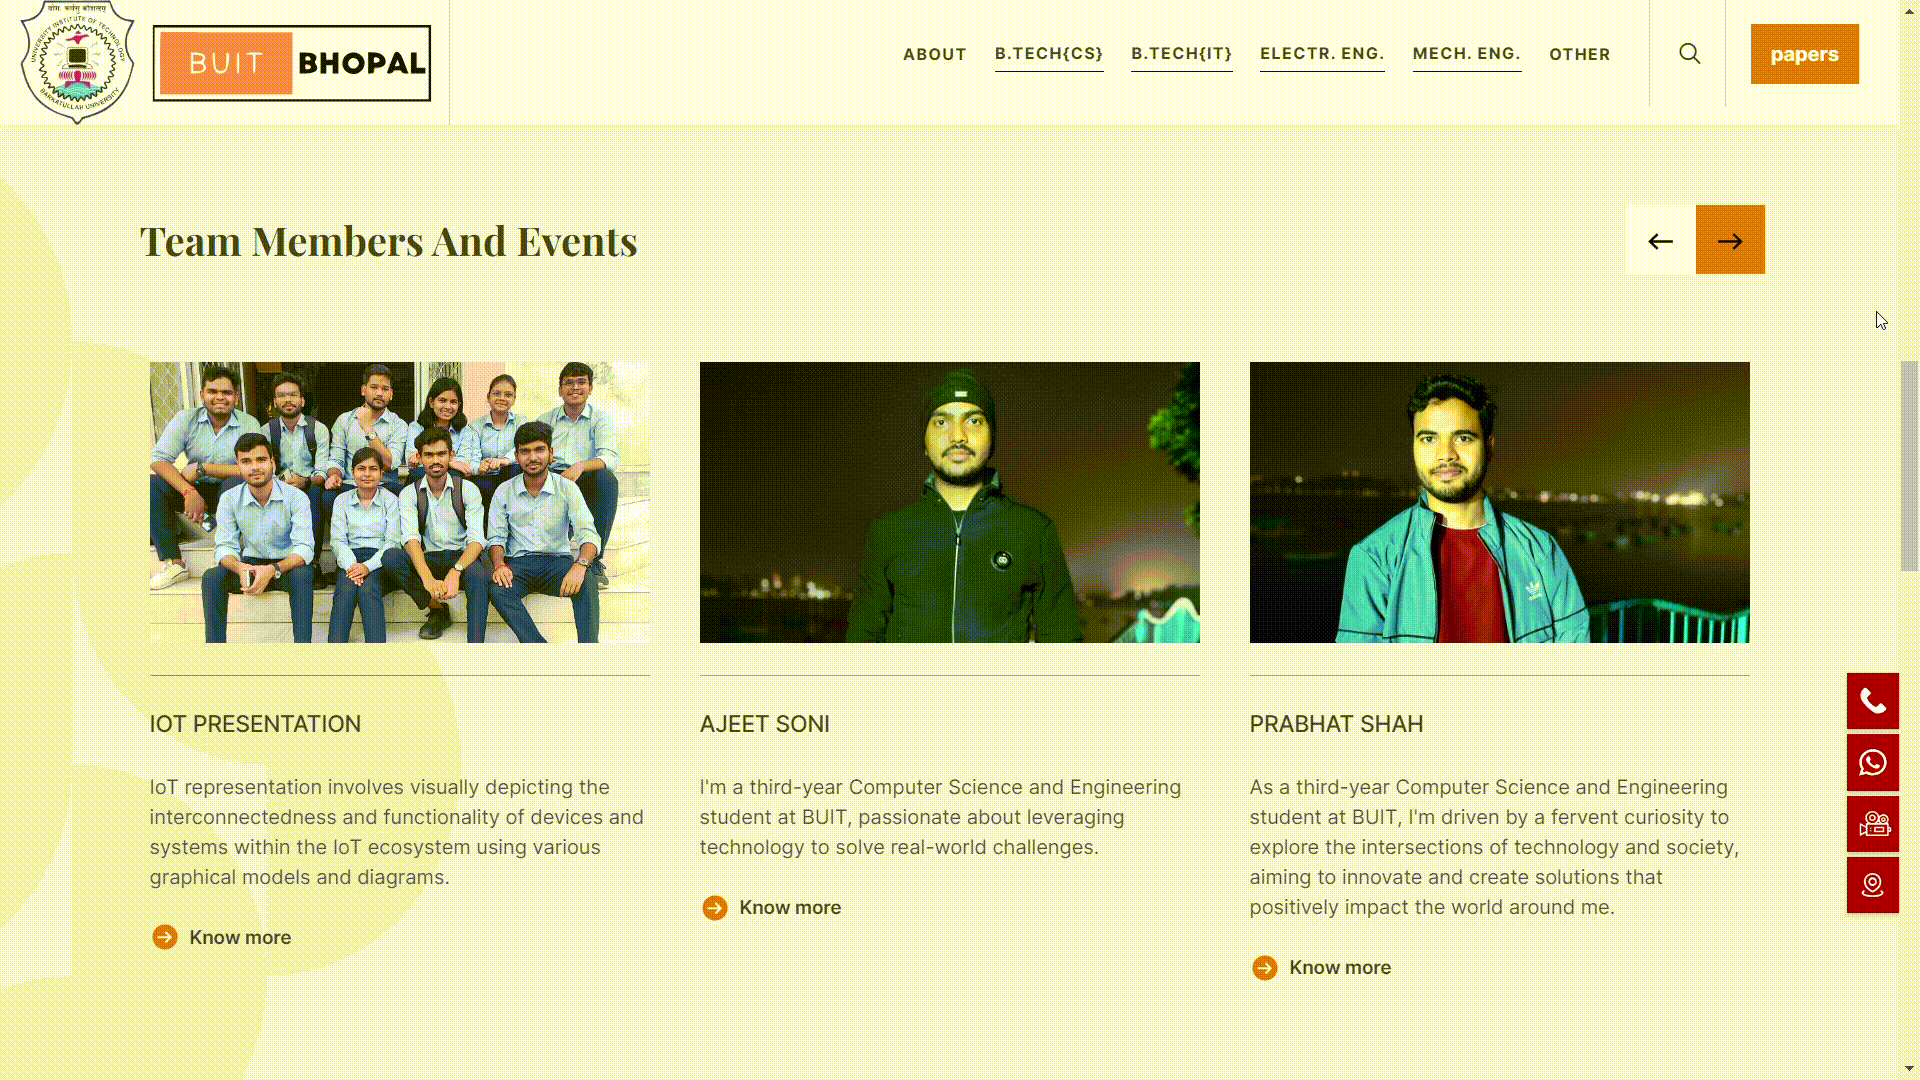 योग: कर्मसु कौशलम्
UNIVERSITY INSTITUTE OF TECHNOLOGY
BARKATULLAH UNIVERSITY
BUIT BHOPAL
ABOUT B.TECH{CS} B.TECH{IT} ELECTR. ENG. MECH. ENG. OTHER
papers
Team Members And Events
IOT PRESENTATION
IoT representation involves visually depicting the
interconnectedness and functionality of devices and
systems within the IoT ecosystem using various
graphical models and diagrams.
Know more
AJEET SONI
I'm a third-year Computer Science and Engineering
student at BUIT, passionate about leveraging
technology to solve real-world challenges.
Know more
adidas
PRABHAT SHAH
As a third-year Computer Science and Engineering
student at BUIT, I'm driven by a fervent curiosity to
explore the intersections of technology and society,
aiming to innovate and create solutions that
positively impact the world around me.
Know more